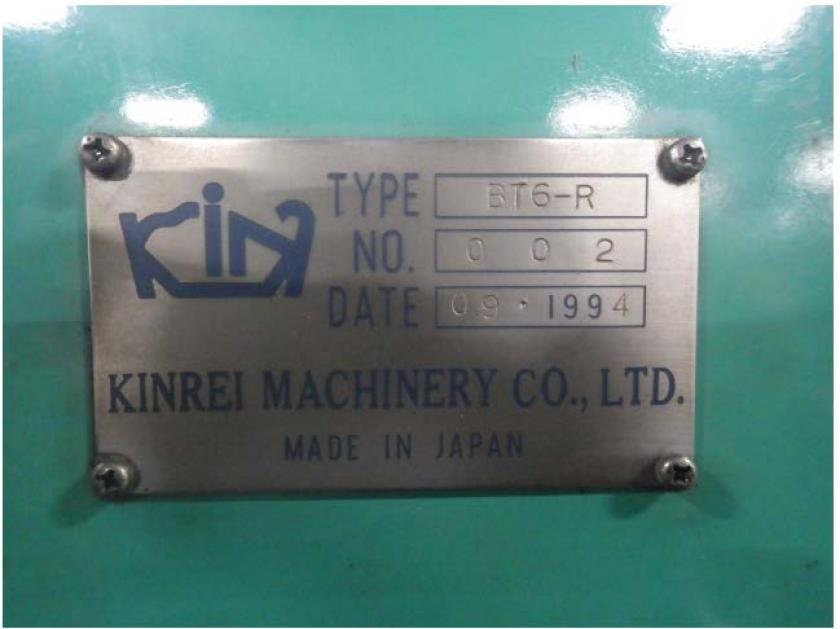 KiN
TYPE BT6-R
NO. 0 0 2
DATE 09・1994
KINREI MACHINERY CO., LTD.
MADE IN JAPAN